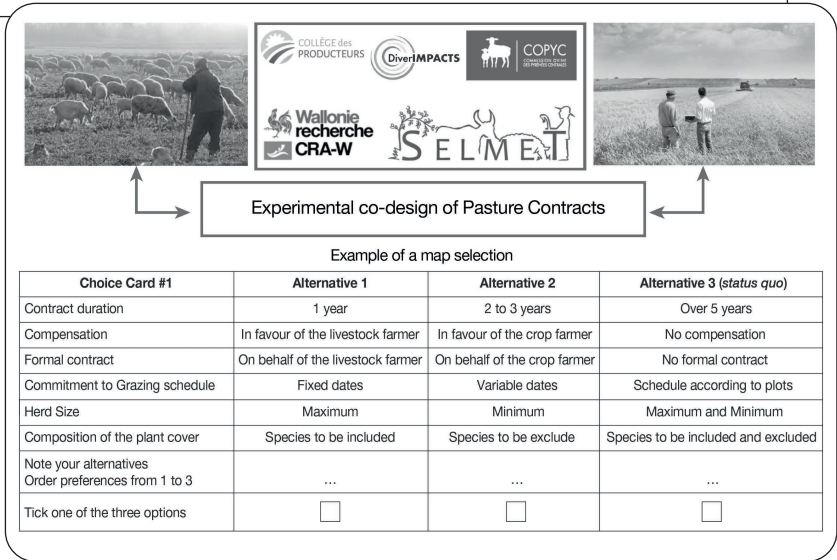 COLLÈGE des
PRODUCTEURS
DiverIMPACTS
COPYC
COMMISSION OVINE
DES PYRÉNÉES CENTRALES
Wallonie
recherche
CRA-W
SELMET
Experimental co-design of Pasture Contracts
Example of a map selection
Choice Card #1 Alternative 1 Alternative 2 Alternative 3 (status quo)
Contract duration 1 year 2 to 3 years Over 5 years
Compensation In favour of the livestock farmer In favour of the crop farmer No compensation
Formal contract On behalf of the livestock farmer On behalf of the crop farmer No formal contract
Commitment to Grazing schedule Fixed dates Variable dates Schedule according to plots
Herd Size Maximum Minimum Maximum and Minimum
Composition of the plant cover Species to be included Species to be exclude Species to be included and excluded
Note your alternatives
Order preferences from 1 to 3 ... ... ...
Tick one of the three options